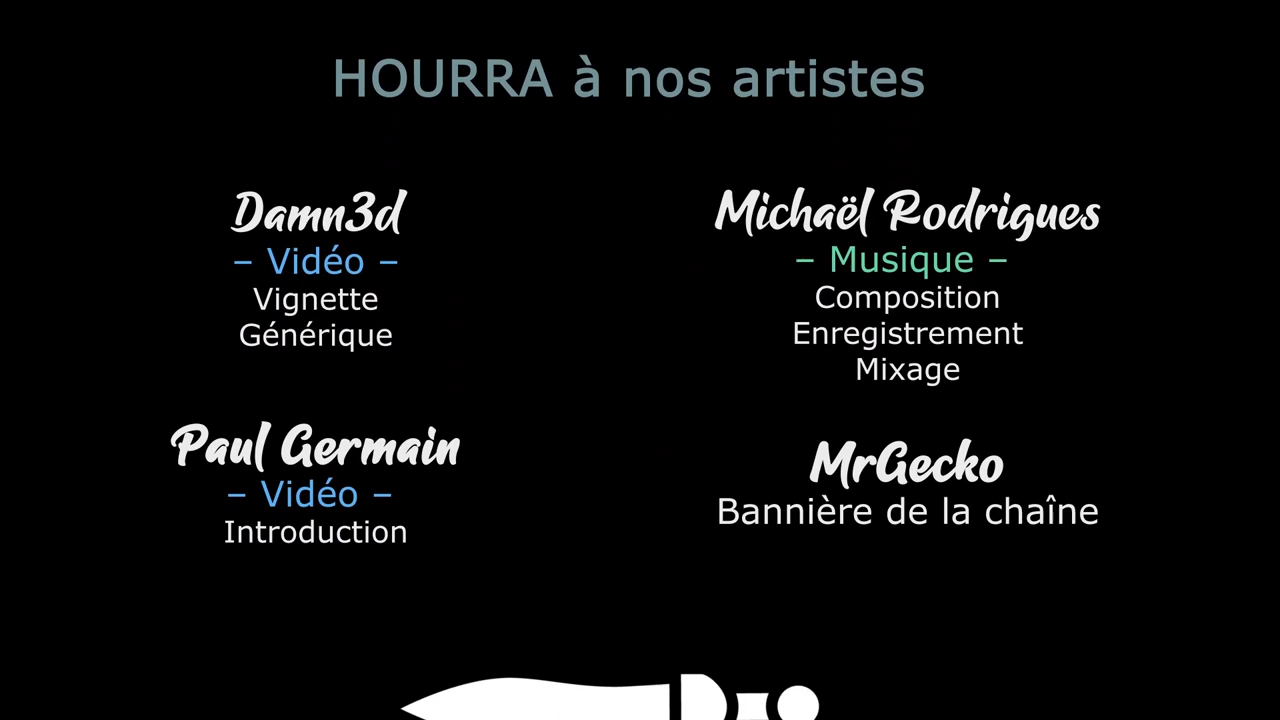 HOURRA à nos artistes
Damn3d
– Vidéo –
Vignette
Générique
Paul Germain
– Vidéo –
Introduction
Michaël Rodrigues
– Musique –
Composition
Enregistrement
Mixage
MrGecko
Bannière de la chaîne